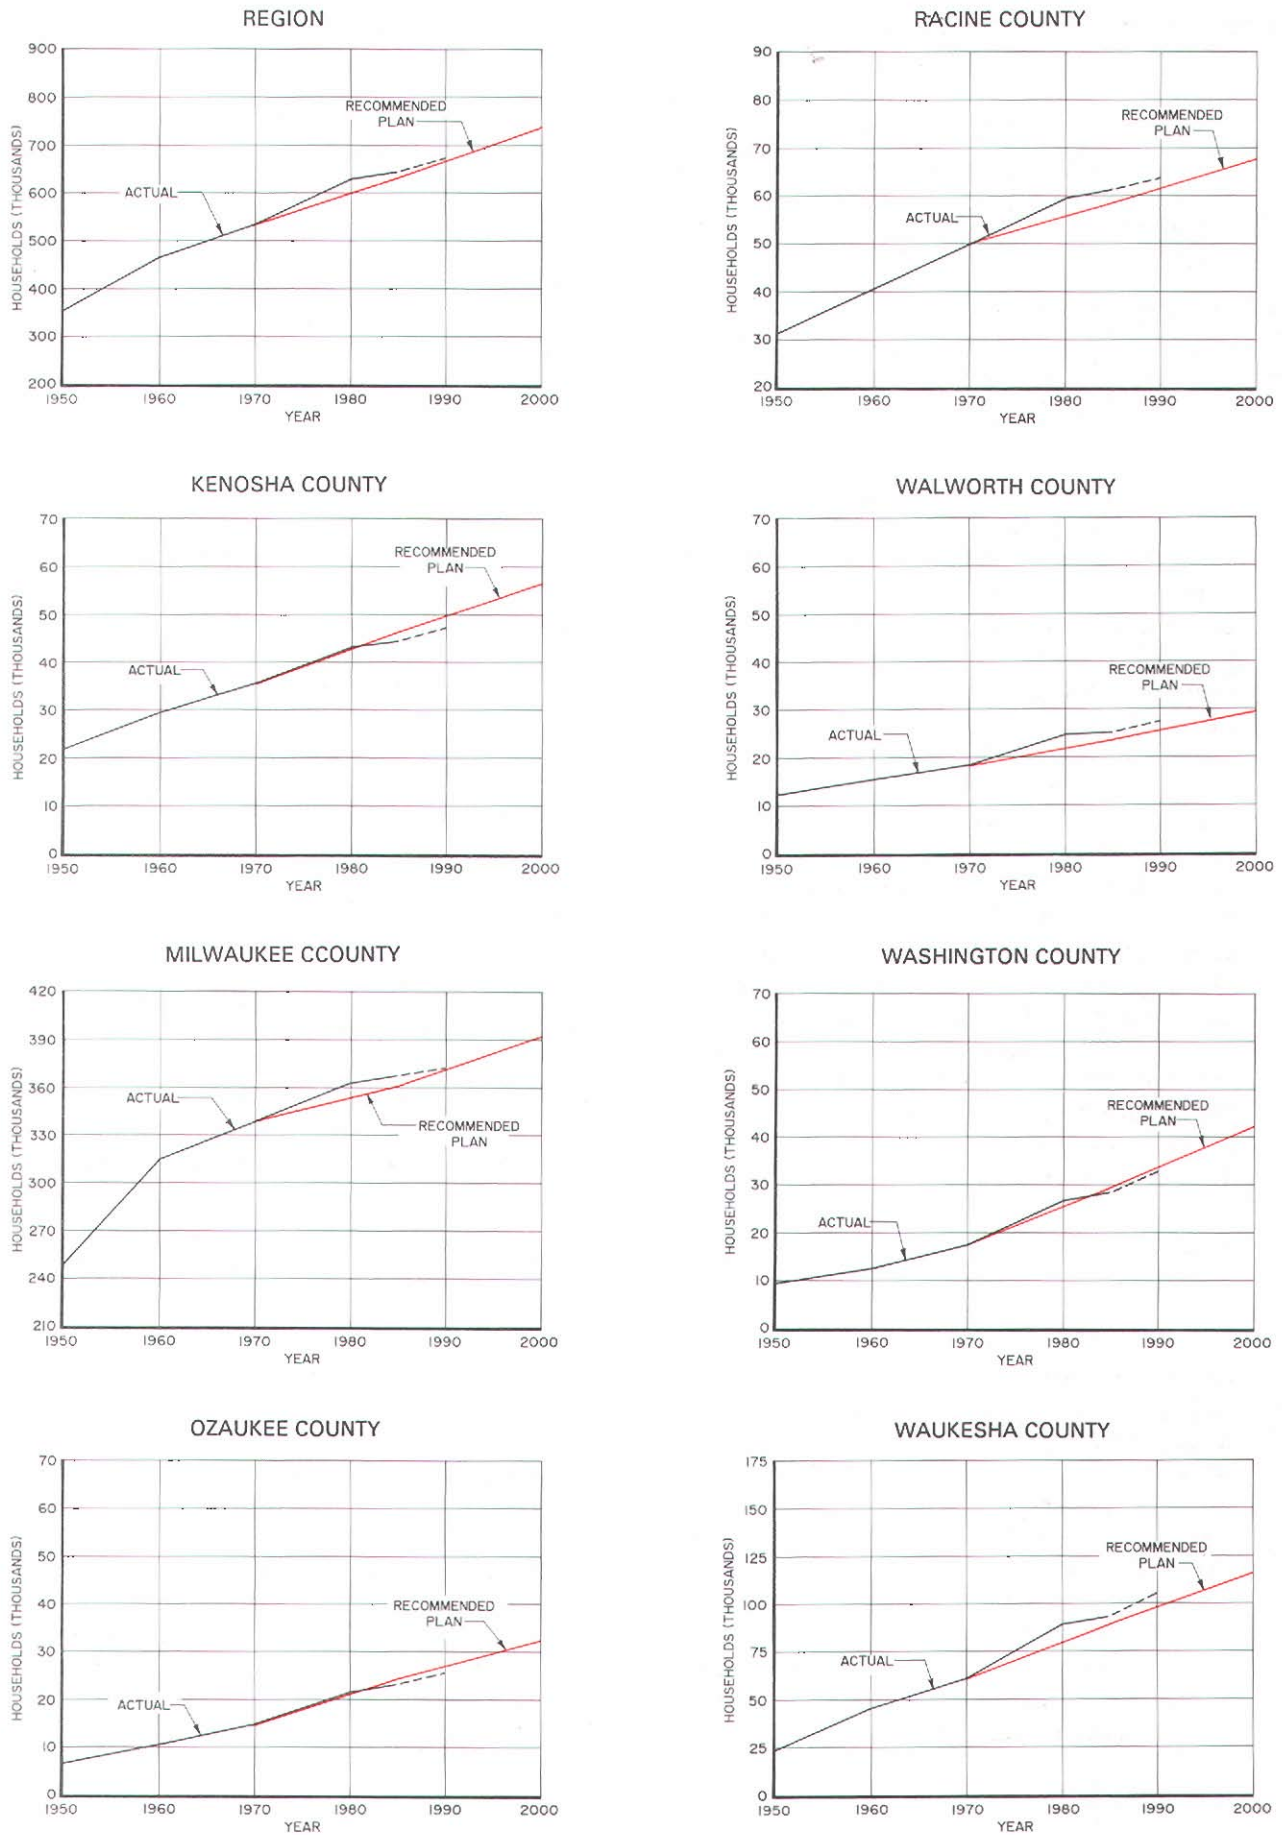 REGION
900
800
700
600
500
400
300
200
HOUSEHOLDS (THOUSANDS)
RECOMMENDED
PLAN
ACTUAL
1950 1960 1970 1980 1990 2000
YEAR
RACINE COUNTY
90
80
70
60
50
40
30
20
HOUSEHOLDS (THOUSANDS)
RECOMMENDED
PLAN
ACTUAL
1950 1960 1970 1980 1990 2000
YEAR
KENOSHA COUNTY
70
60
50
40
30
20
10
0
HOUSEHOLDS (THOUSANDS)
RECOMMENDED
PLAN
ACTUAL
1950 1960 1970 1980 1990 2000
YEAR
WALWORTH COUNTY
70
60
50
40
30
20
10
0
HOUSEHOLDS (THOUSANDS)
RECOMMENDED
PLAN
ACTUAL
1950 1960 1970 1980 1990 2000
YEAR
MILWAUKEE CCOUNTY
420
390
360
330
300
270
240
210
HOUSEHOLDS (THOUSANDS)
ACTUAL
RECOMMENDED
PLAN
1950 1960 1970 1980 1990 2000
YEAR
WASHINGTON COUNTY
70
60
50
40
30
20
10
0
HOUSEHOLDS (THOUSANDS)
RECOMMENDED
PLAN
ACTUAL
1950 1960 1970 1980 1990 2000
YEAR
OZAUKEE COUNTY
70
60
50
40
30
20
10
0
HOUSEHOLDS (THOUSANDS)
RECOMMENDED
PLAN
ACTUAL
1950 1960 1970 1980 1990 2000
YEAR
WAUKESHA COUNTY
175
150
125
100
75
50
25
0
HOUSEHOLDS (THOUSANDS)
RECOMMENDED
PLAN
ACTUAL
1950 1960 1970 1980 1990 2000
YEAR